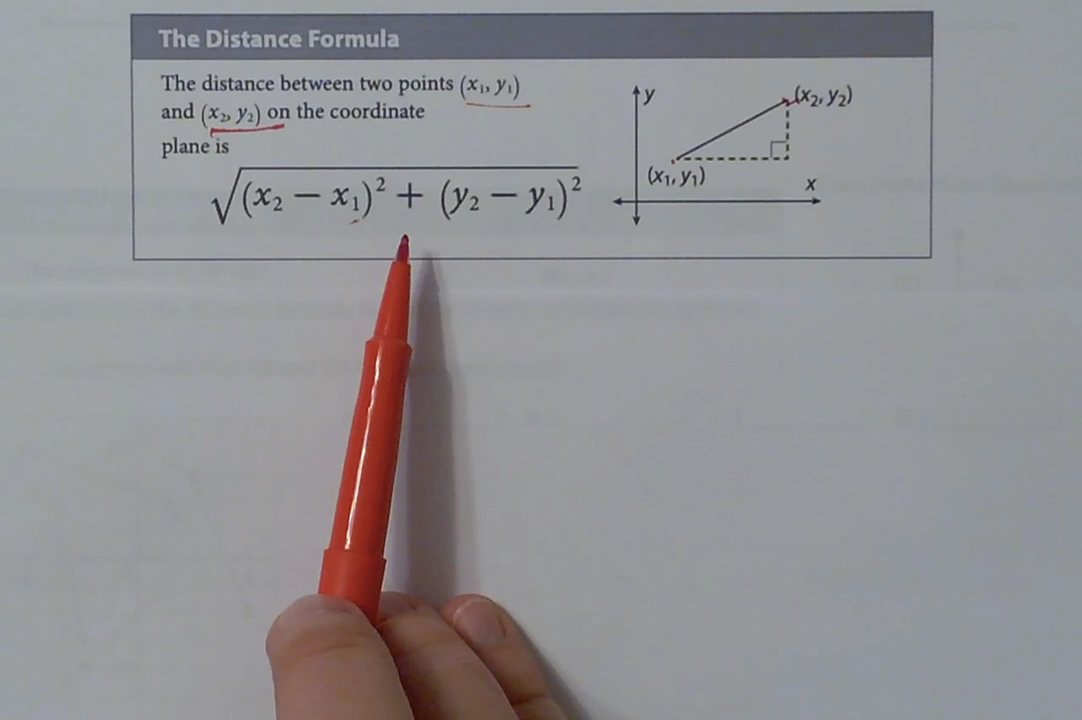 The Distance Formula
The distance between two points (x₁, y₁)
and (x₂, y₂) on the coordinate
plane is
√(x₂ − x₁)² + (y₂ − y₁)²
y
(x₂, y₂)
(x₁, y₁)
x